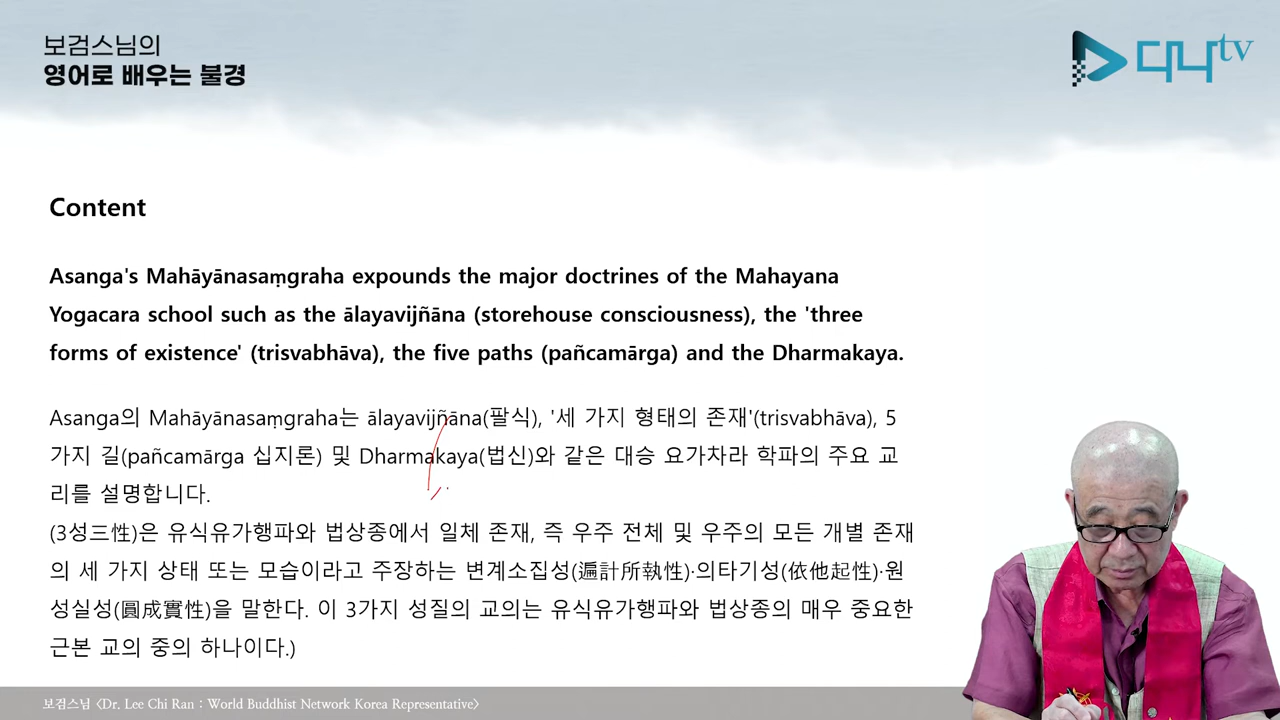 보검스님의
영어로 배우는 불경
다나tv
Content
Asanga's Mahāyānasaṃgraha expounds the major doctrines of the Mahayana
Yogacara school such as the ālayavijñāna (storehouse consciousness), the 'three
forms of existence' (trisvabhāva), the five paths (pañcamārga) and the Dharmakaya.
Asanga의 Mahāyānasaṃgraha는 ālayavijñāna(팔식), '세 가지 형태의 존재'(trisvabhāva), 5
가지 길(pañcamārga 십지론) 및 Dharmakaya(법신)와 같은 대승 요가차라 학파의 주요 교
리를 설명합니다.
(3성三性)은 유식유가행파와 법상종에서 일체 존재, 즉 우주 전체 및 우주의 모든 개별 존재
의 세 가지 상태 또는 모습이라고 주장하는 변계소집성(遍計所執性)·의타기성(依他起性)·원
성실성(圓成實性)을 말한다. 이 3가지 성질의 교의는 유식유가행파와 법상종의 매우 중요한
근본 교의 중의 하나이다.)
보검스님 <Dr. Lee Chi Ran : World Buddhist Network Korea Representative>